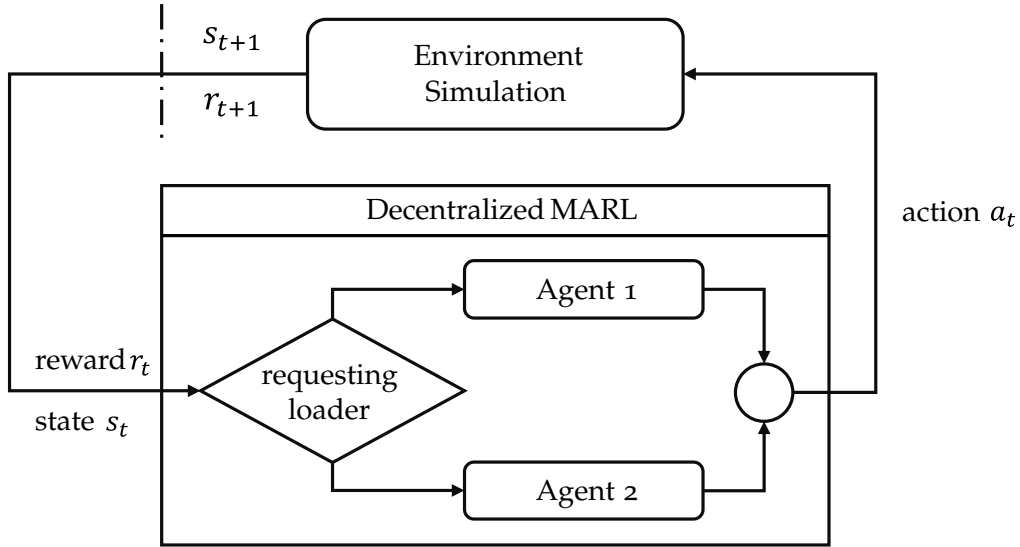 s_{t+1}
r_{t+1}
Environment
Simulation
Decentralized MARL
action a_t
Agent 1
reward r_t
requesting
loader
state s_t
Agent 2